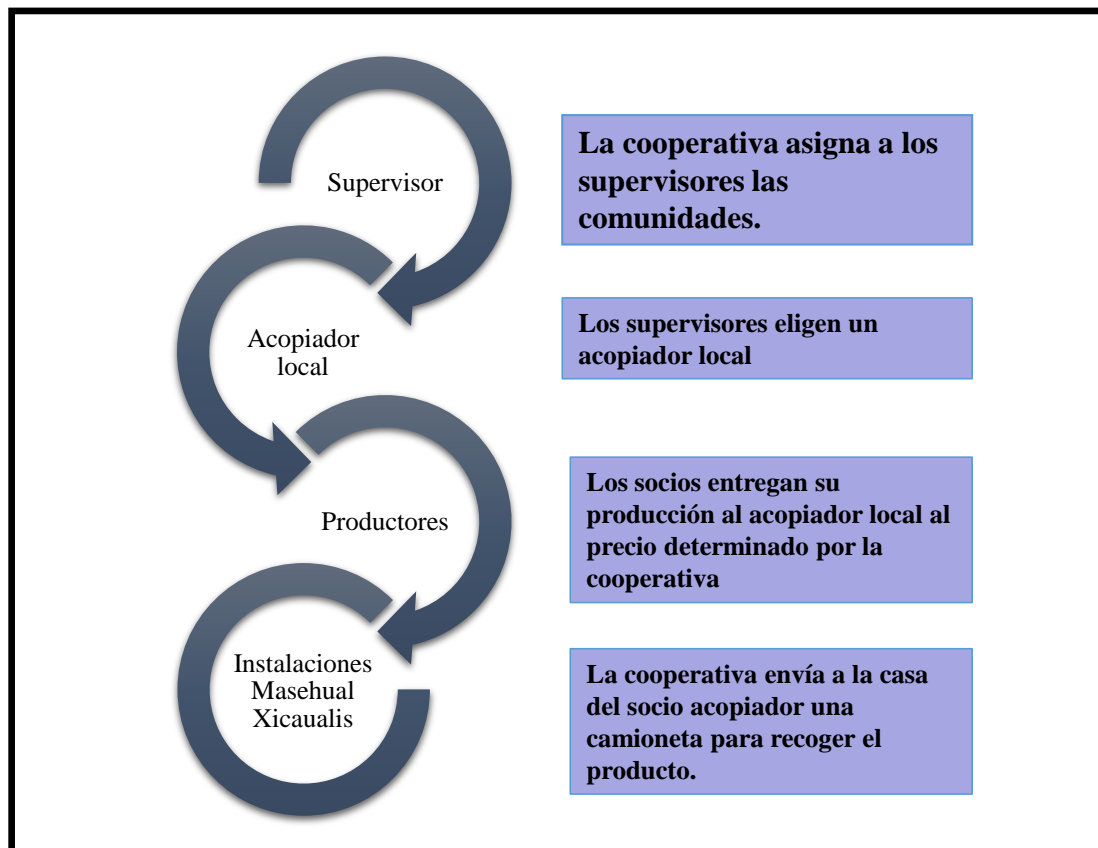 Supervisor
La cooperativa asigna a los
supervisores las
comunidades.
Acopiador
local
Los supervisores eligen un
acopiador local
Productores
Los socios entregan su
producción al acopiador local al
precio determinado por la
cooperativa
Instalaciones
Masehual
Xicaualis
La cooperativa envía a la casa
del socio acopiador una
camioneta para recoger el
producto.